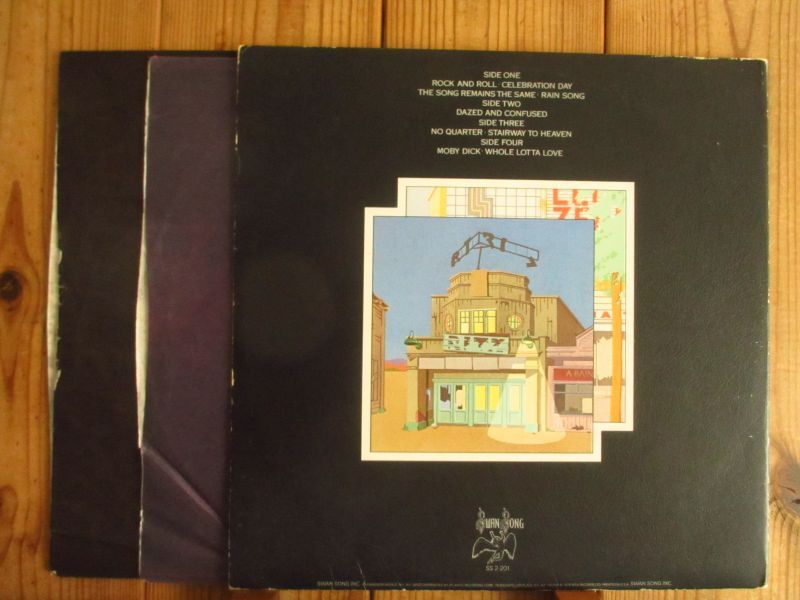 SIDE ONE
ROCK AND ROLL · CELEBRATION DAY
THE SONG REMAINS THE SAME · RAIN SONG
SIDE TWO
DAZED AND CONFUSED
SIDE THREE
NO QUARTER · STAIRWAY TO HEAVEN
SIDE FOUR
MOBY DICK · WHOLE LOTTA LOVE
RITZ
SWAN SONG
SS 2-201
SWAN SONG INC.
SWAN SONG INC.